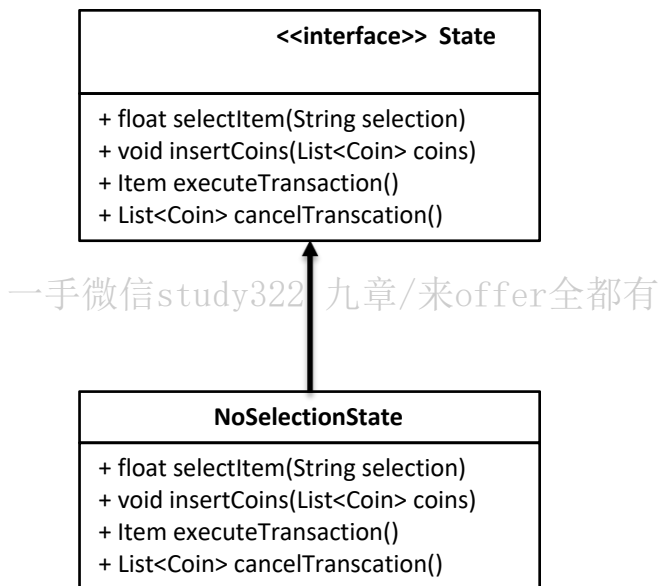 <<interface>> State
+ float selectItem(String selection)
+ void insertCoins(List<Coin> coins)
+ Item executeTransaction()
+ List<Coin> cancelTranscation()
一手微信study322 九章/来offer全都有
NoSelectionState
+ float selectItem(String selection)
+ void insertCoins(List<Coin> coins)
+ Item executeTransaction()
+ List<Coin> cancelTranscation()